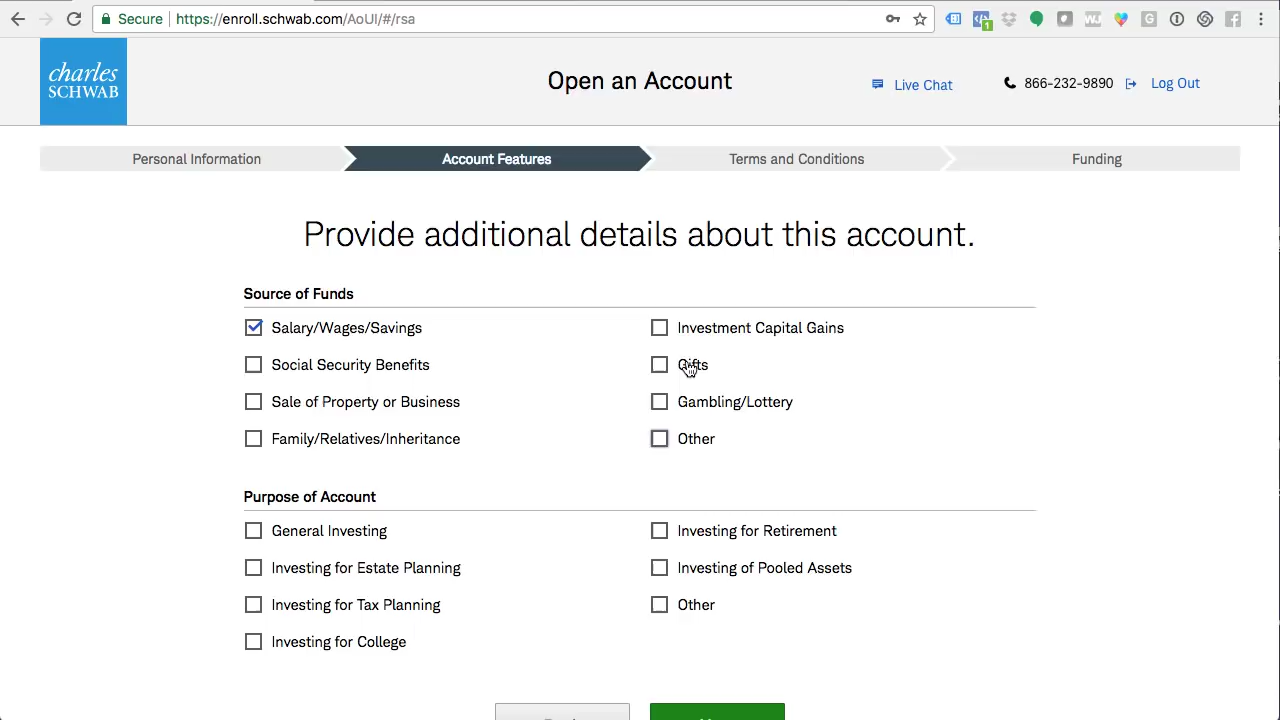 Secure https://enroll.schwab.com/AoUI/#/rsa
1
charles
SCHWAB
Open an Account
Live Chat
866-232-9890
Log Out
Personal Information
Account Features
Terms and Conditions
Funding
Provide additional details about this account.
Source of Funds
Salary/Wages/Savings
Investment Capital Gains
Social Security Benefits
Gifts
Sale of Property or Business
Gambling/Lottery
Family/Relatives/Inheritance
Other
Purpose of Account
General Investing
Investing for Retirement
Investing for Estate Planning
Investing of Pooled Assets
Investing for Tax Planning
Other
Investing for College